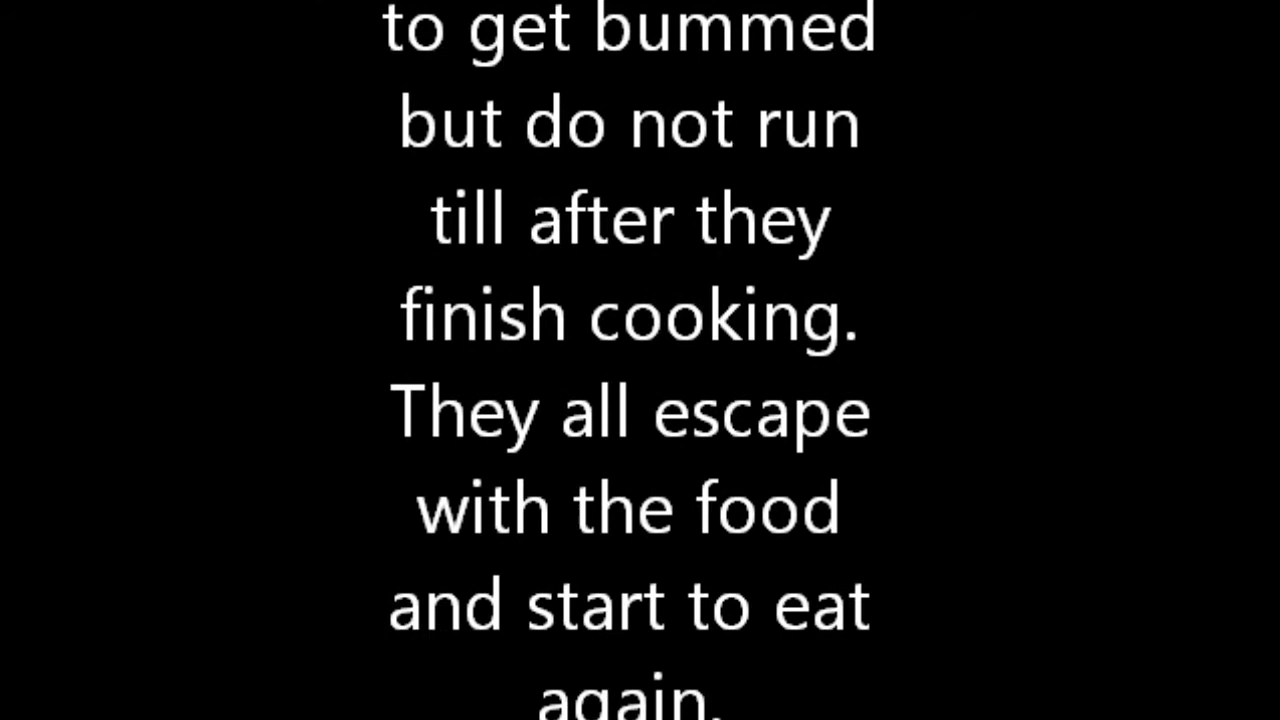 to get bummed
but do not run
till after they
finish cooking.
They all escape
with the food
and start to eat
again.